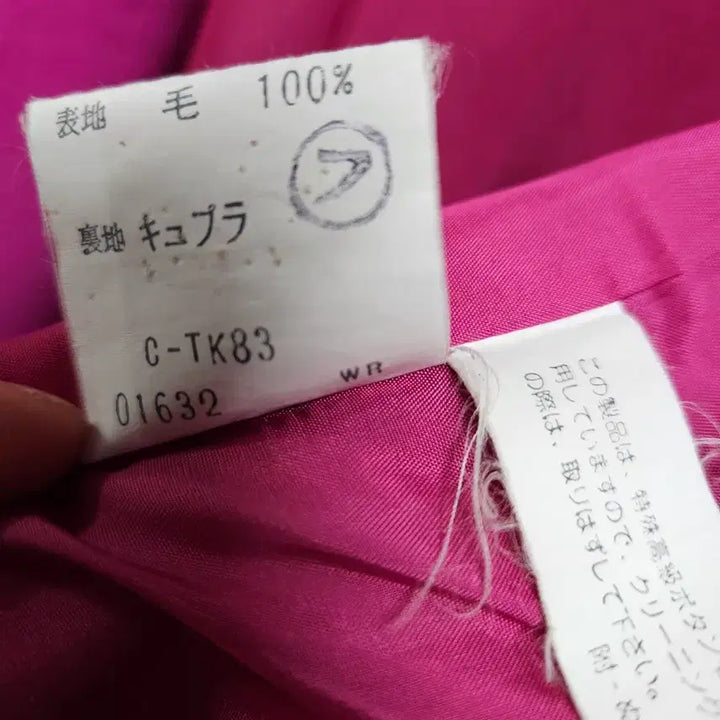 表地 毛 100%
ア
裏地 キュプラ
C-TK83
01632 WR
この製品は、特殊高級ボタン
用していますので、クリーニング
の際は、取りはずして下さい。
附-